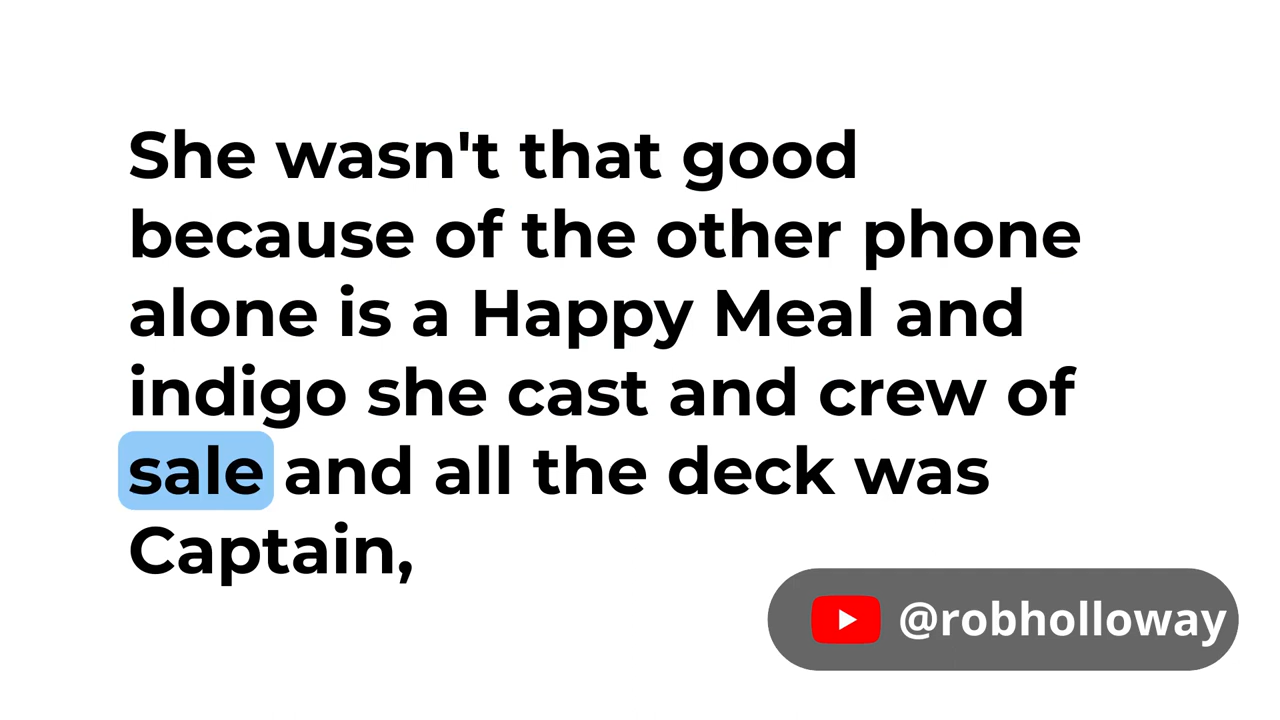 She wasn't that good
because of the other phone
alone is a Happy Meal and
indigo she cast and crew of
sale and all the deck was
Captain,
@robholloway